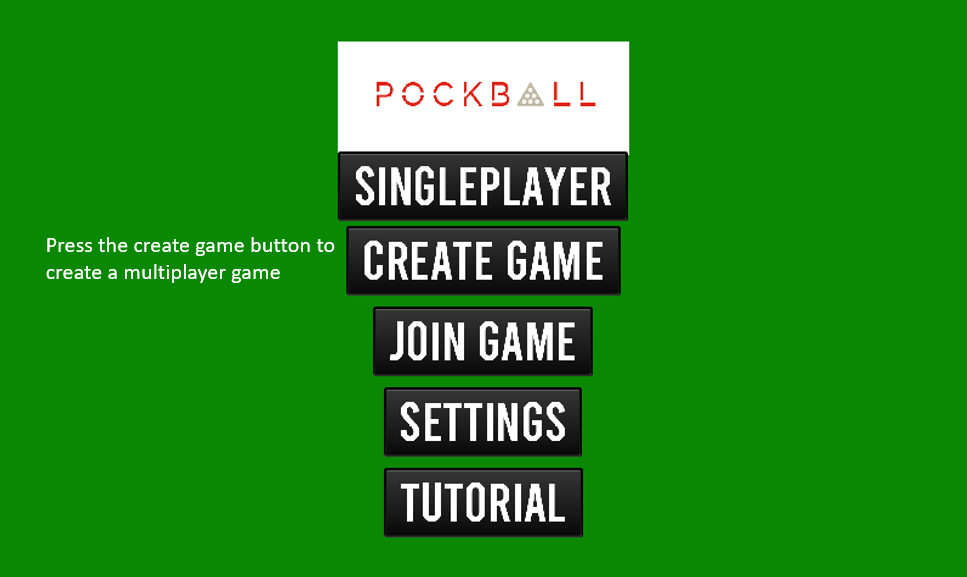 POCKBALL
SINGLEPLAYER
Press the create game button to
create a multiplayer game
CREATE GAME
JOIN GAME
SETTINGS
TUTORIAL